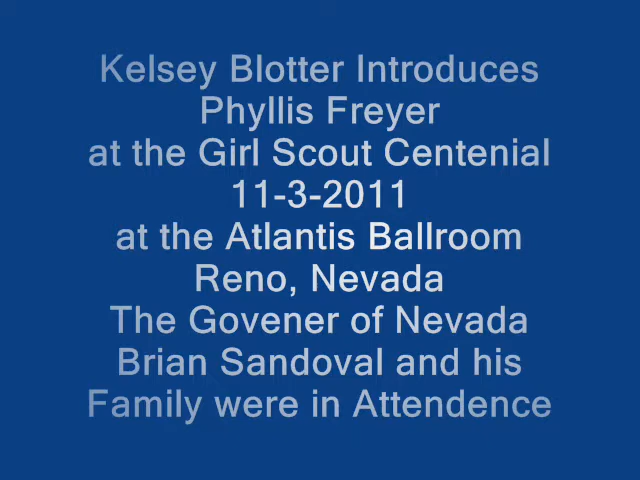 Kelsey Blotter Introduces
Phyllis Freyer
at the Girl Scout Centenial
11-3-2011
at the Atlantis Ballroom
Reno, Nevada
The Govener of Nevada
Brian Sandoval and his
Family were in Attendence